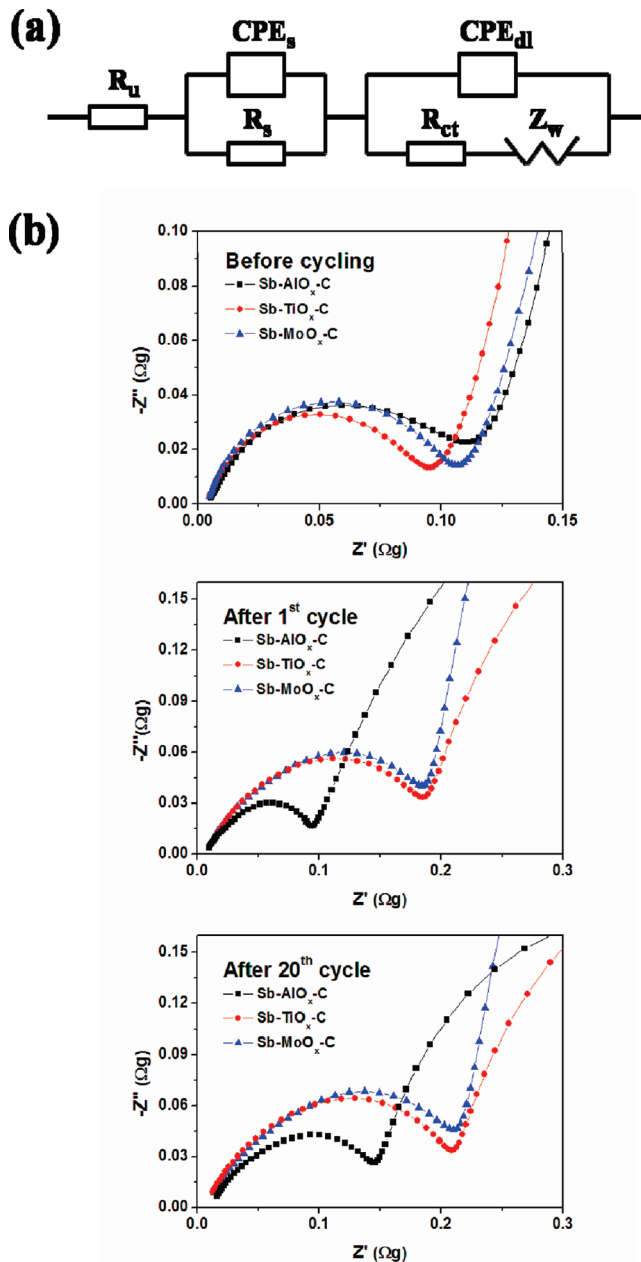 (a)
CPEs
CPEdl
Ru
Rs
Rct
Zw
(b)
0.10
Before cycling
Sb-AlOx-C
Sb-TiOx-C
Sb-MoOx-C
0.08
0.06
0.04
0.02
0.00
-Z'' (Ωg)
0.00
0.05
0.10
0.15
Z' (Ωg)
0.15
After 1st cycle
Sb-AlOx-C
Sb-TiOx-C
Sb-MoOx-C
0.12
0.09
0.06
0.03
0.00
-Z''(Ωg)
0.0
0.1
0.2
0.3
Z' (Ωg)
0.15
After 20th cycle
Sb-AlOx-C
Sb-TiOx-C
Sb-MoOx-C
0.12
0.09
0.06
0.03
0.00
-Z'' (Ωg)
0.0
0.1
0.2
0.3
Z' (Ωg)